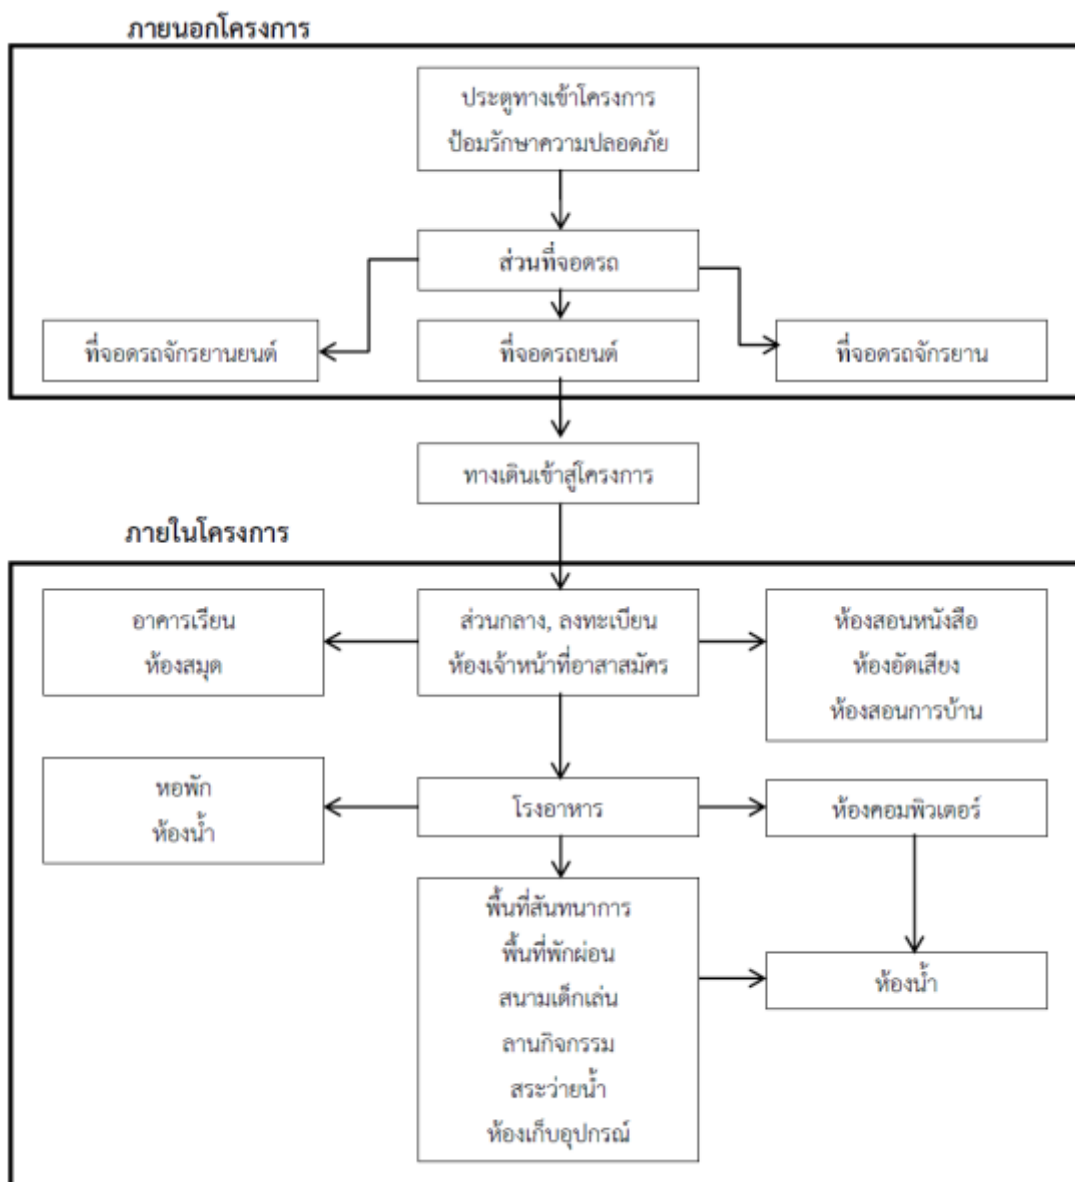 ภายนอกโครงการ
ประตูทางเข้าโครงการ
ป้อมรักษาความปลอดภัย
ส่วนที่จอดรถ
ที่จอดรถจักรยานยนต์
ที่จอดรถยนต์
ที่จอดรถจักรยาน
ทางเดินเข้าสู่โครงการ
ภายในโครงการ
อาคารเรียน
ห้องสมุด
ส่วนกลาง, ลงทะเบียน
ห้องเจ้าหน้าที่อาสาสมัคร
ห้องสอนหนังสือ
ห้องอัดเสียง
ห้องสอนการบ้าน
หอพัก
ห้องน้ำ
โรงอาหาร
ห้องคอมพิวเตอร์
พื้นที่สันทนาการ
พื้นที่พักผ่อน
สนามเด็กเล่น
ลานกิจกรรม
สระว่ายน้ำ
ห้องเก็บอุปกรณ์
ห้องน้ำ